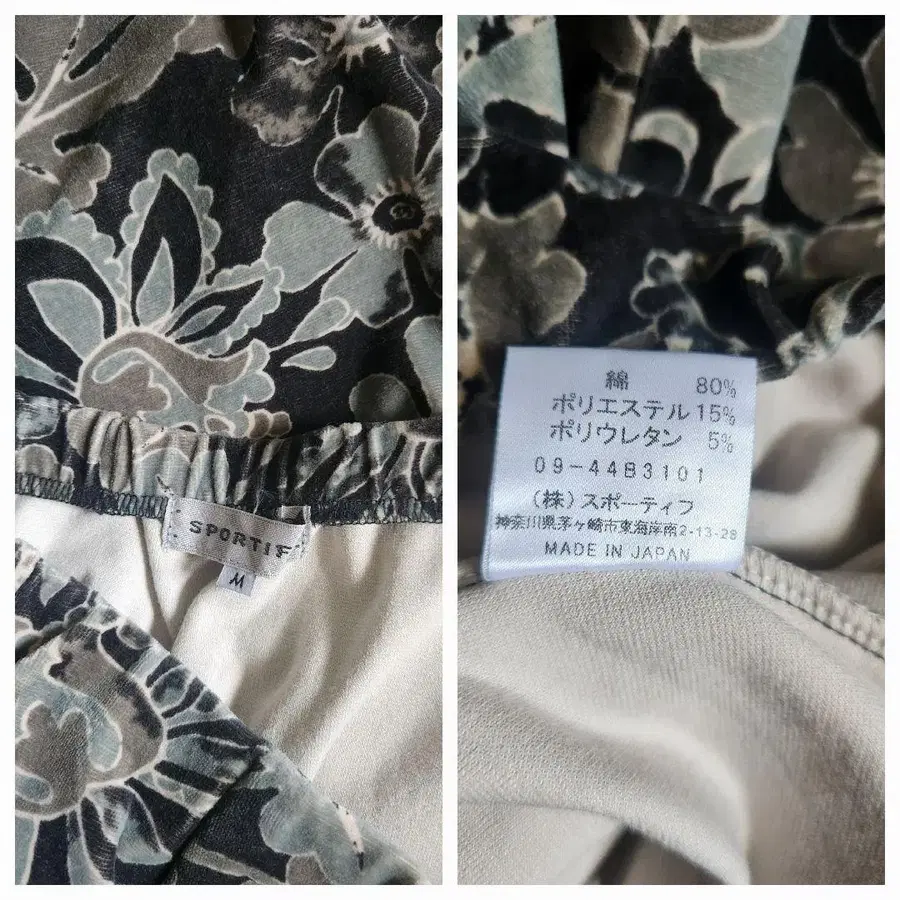 SPORTIF
M
綿 80%
ポリエステル 15%
ポリウレタン 5%
09-44B3101
(株)スポーティフ
神奈川県茅ヶ崎市東海岸南2-13-28
MADE IN JAPAN